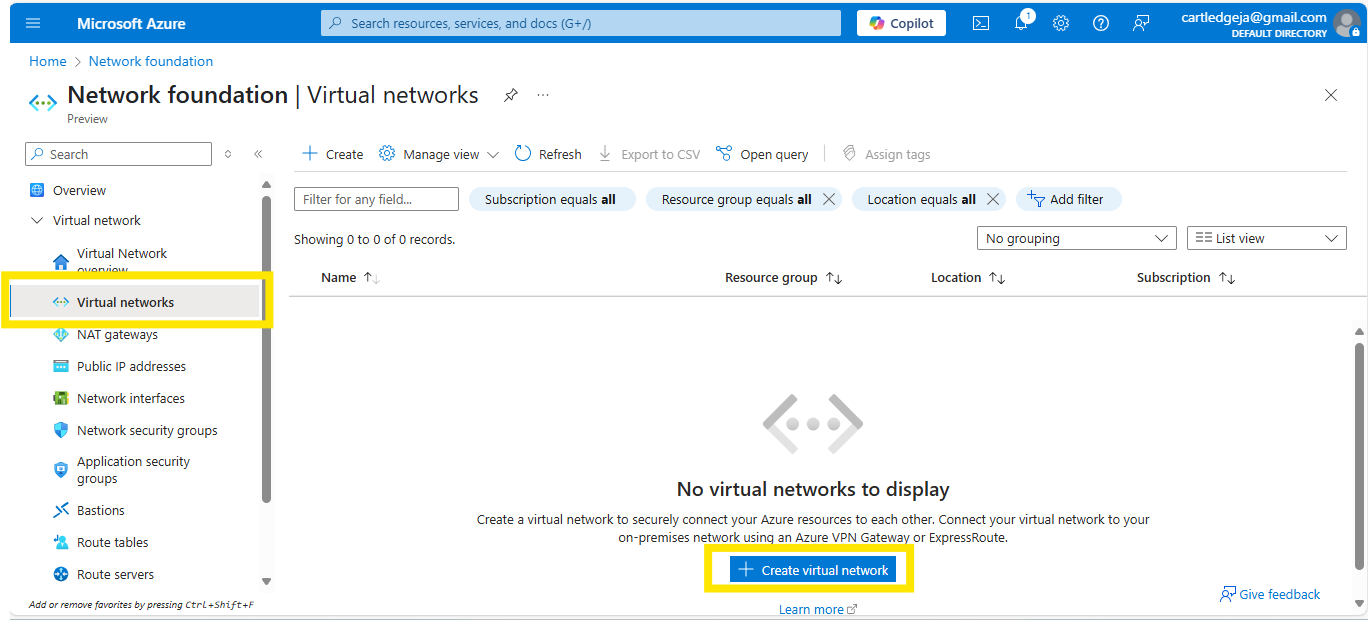 Microsoft Azure
Search resources, services, and docs (G+/)
Copilot
1
cartledgeja@gmail.com
DEFAULT DIRECTORY
Home > Network foundation
Network foundation | Virtual networks
...
Preview
Search
Create
Manage view
Refresh
Export to CSV
Open query
Assign tags
Overview
Virtual network
Virtual Network
overview
Virtual networks
NAT gateways
Public IP addresses
Network interfaces
Network security groups
Application security
groups
Bastions
Route tables
Route servers
Add or remove favorites by pressing Ctrl+Shift+F
Filter for any field...
Subscription equals all
Resource group equals all
Location equals all
Add filter
Showing 0 to 0 of 0 records.
No grouping
List view
Name
Resource group
Location
Subscription
No virtual networks to display
Create a virtual network to securely connect your Azure resources to each other. Connect your virtual network to your
on-premises network using an Azure VPN Gateway or ExpressRoute.
Create virtual network
Learn more
Give feedback